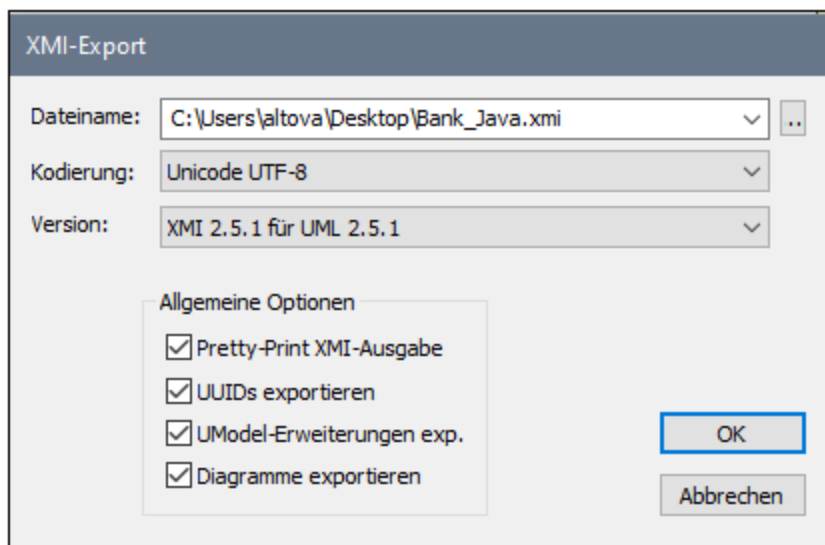 XMI-Export
Dateiname: C:\Users\altova\Desktop\Bank_Java.xmi ..
Kodierung: Unicode UTF-8
Version: XMI 2.5.1 für UML 2.5.1
Allgemeine Optionen
Pretty-Print XMI-Ausgabe
UUIDs exportieren
UModel-Erweiterungen exp.
OK
Diagramme exportieren
Abbrechen